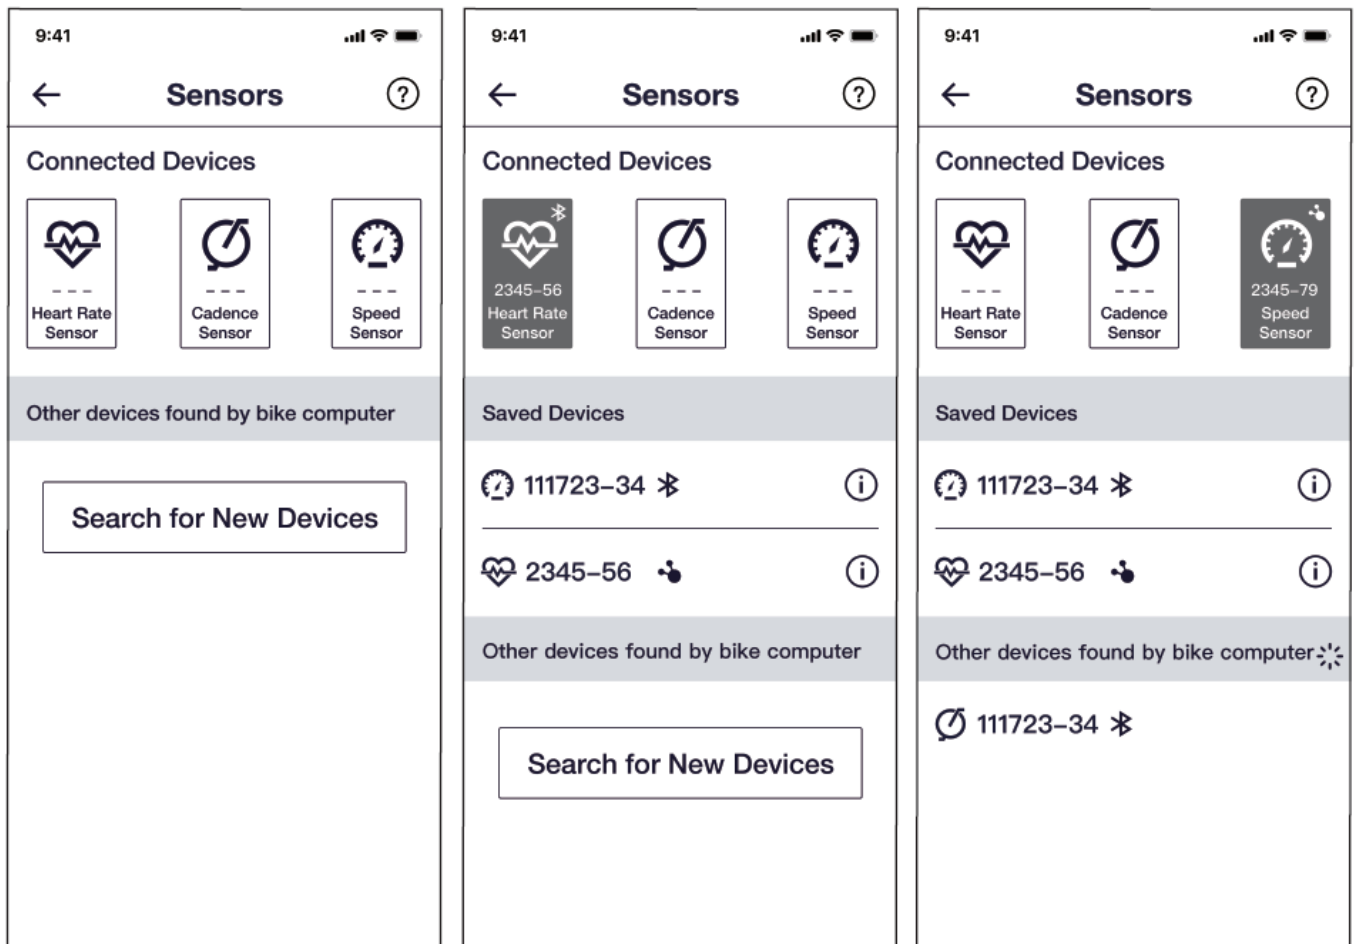 9:41
Sensors
?
Connected Devices
---
Heart Rate
Sensor
---
Cadence
Sensor
---
Speed
Sensor
Other devices found by bike computer
Search for New Devices
9:41
Sensors
?
Connected Devices
2345–56
Heart Rate
Sensor
---
Cadence
Sensor
---
Speed
Sensor
Saved Devices
111723–34
i
2345–56
i
Other devices found by bike computer
Search for New Devices
9:41
Sensors
?
Connected Devices
---
Heart Rate
Sensor
---
Cadence
Sensor
2345–79
Speed
Sensor
Saved Devices
111723–34
i
2345–56
i
Other devices found by bike computer
111723–34